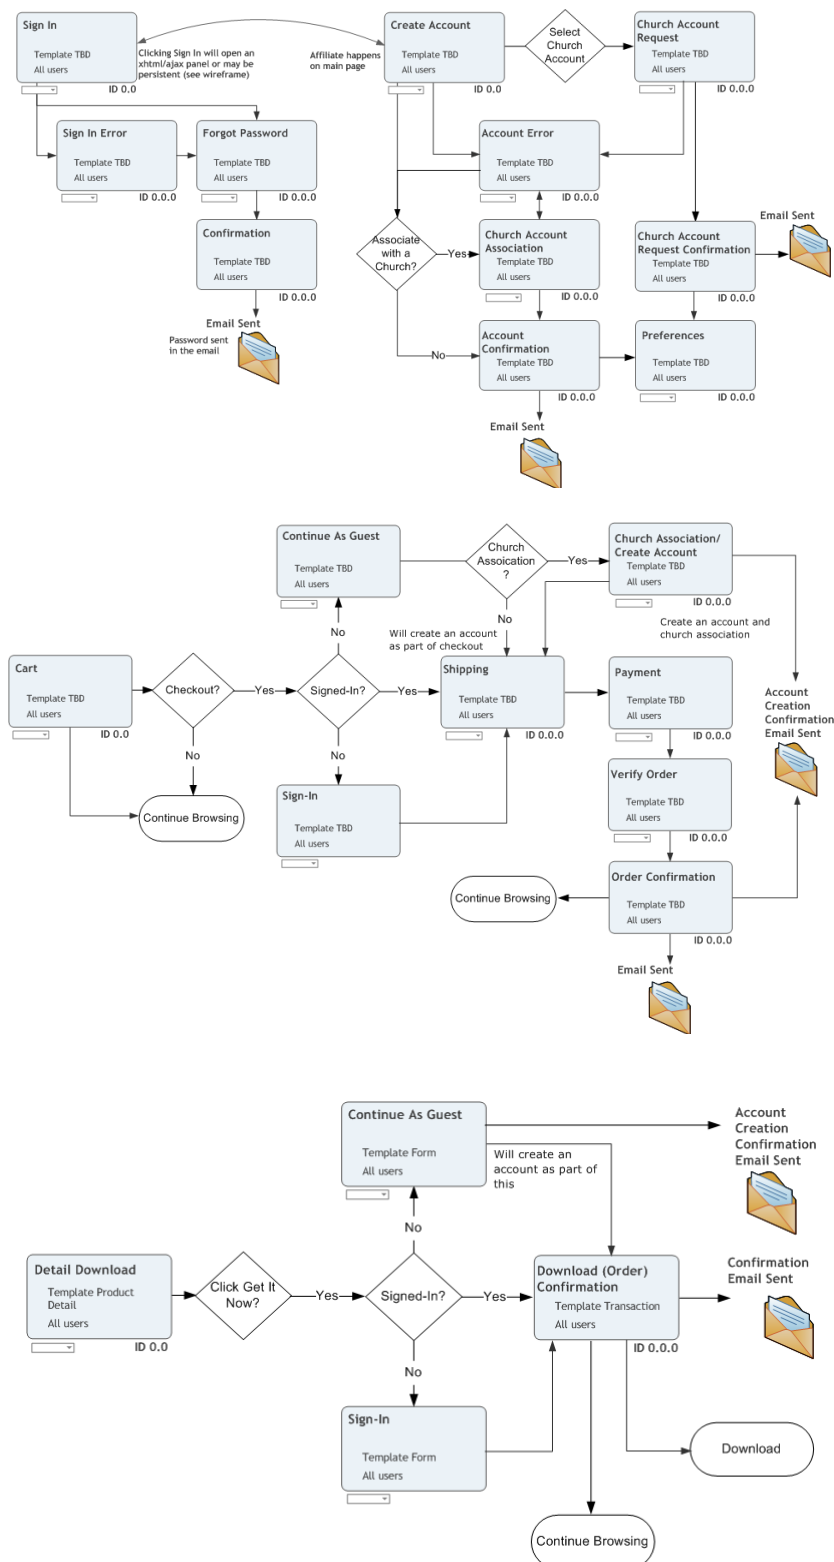 Sign In
Template TBD
All users
ID 0.0
Clicking Sign In will open an
xhtml/ajax panel or may be
persistent (see wireframe)
Affiliate happens
on main page
Create Account
Template TBD
All users
ID 0.0
Select
Church
Account
Church Account
Request
Template TBD
All users
ID 0.0.0
Sign In Error
Template TBD
All users
ID 0.0.0
Forgot Password
Template TBD
All users
ID 0.0.0
Account Error
Template TBD
All users
ID 0.0.0
Confirmation
Template TBD
All users
ID 0.0.0
Associate
with a
Church?
Yes
Church Account
Association
Template TBD
All users
ID 0.0.0
Church Account
Request Confirmation
Template TBD
All users
ID 0.0.0
Email Sent
Email Sent
Password sent
in the email
No
Account
Confirmation
Template TBD
All users
ID 0.0.0
Preferences
Template TBD
All users
ID 0.0.0
Email Sent
Continue As Guest
Template TBD
All users
Church
Assoication
?
Yes
Church Association/
Create Account
Template TBD
All users
ID 0.0.0
No
No
Will create an account
as part of checkout
Create an account and
church association
Cart
Template TBD
All users
ID 0.0
Checkout?
Yes
Signed-In?
Yes
Shipping
Template TBD
All users
ID 0.0.0
Payment
Template TBD
All users
ID 0.0.0
Account
Creation
Confirmation
Email Sent
No
No
Continue Browsing
Sign-In
Template TBD
All users
Verify Order
Template TBD
All users
ID 0.0.0
Order Confirmation
Template TBD
All users
ID 0.0.0
Continue Browsing
Email Sent
Continue As Guest
Template Form
All users
Will create an
account as part of
this
Account
Creation
Confirmation
Email Sent
No
Detail Download
Template Product
Detail
All users
ID 0.0
Click Get It
Now?
Yes
Signed-In?
Yes
Download (Order)
Confirmation
Template Transaction
All users
ID 0.0.0
Confirmation
Email Sent
No
Sign-In
Template Form
All users
Download
Continue Browsing